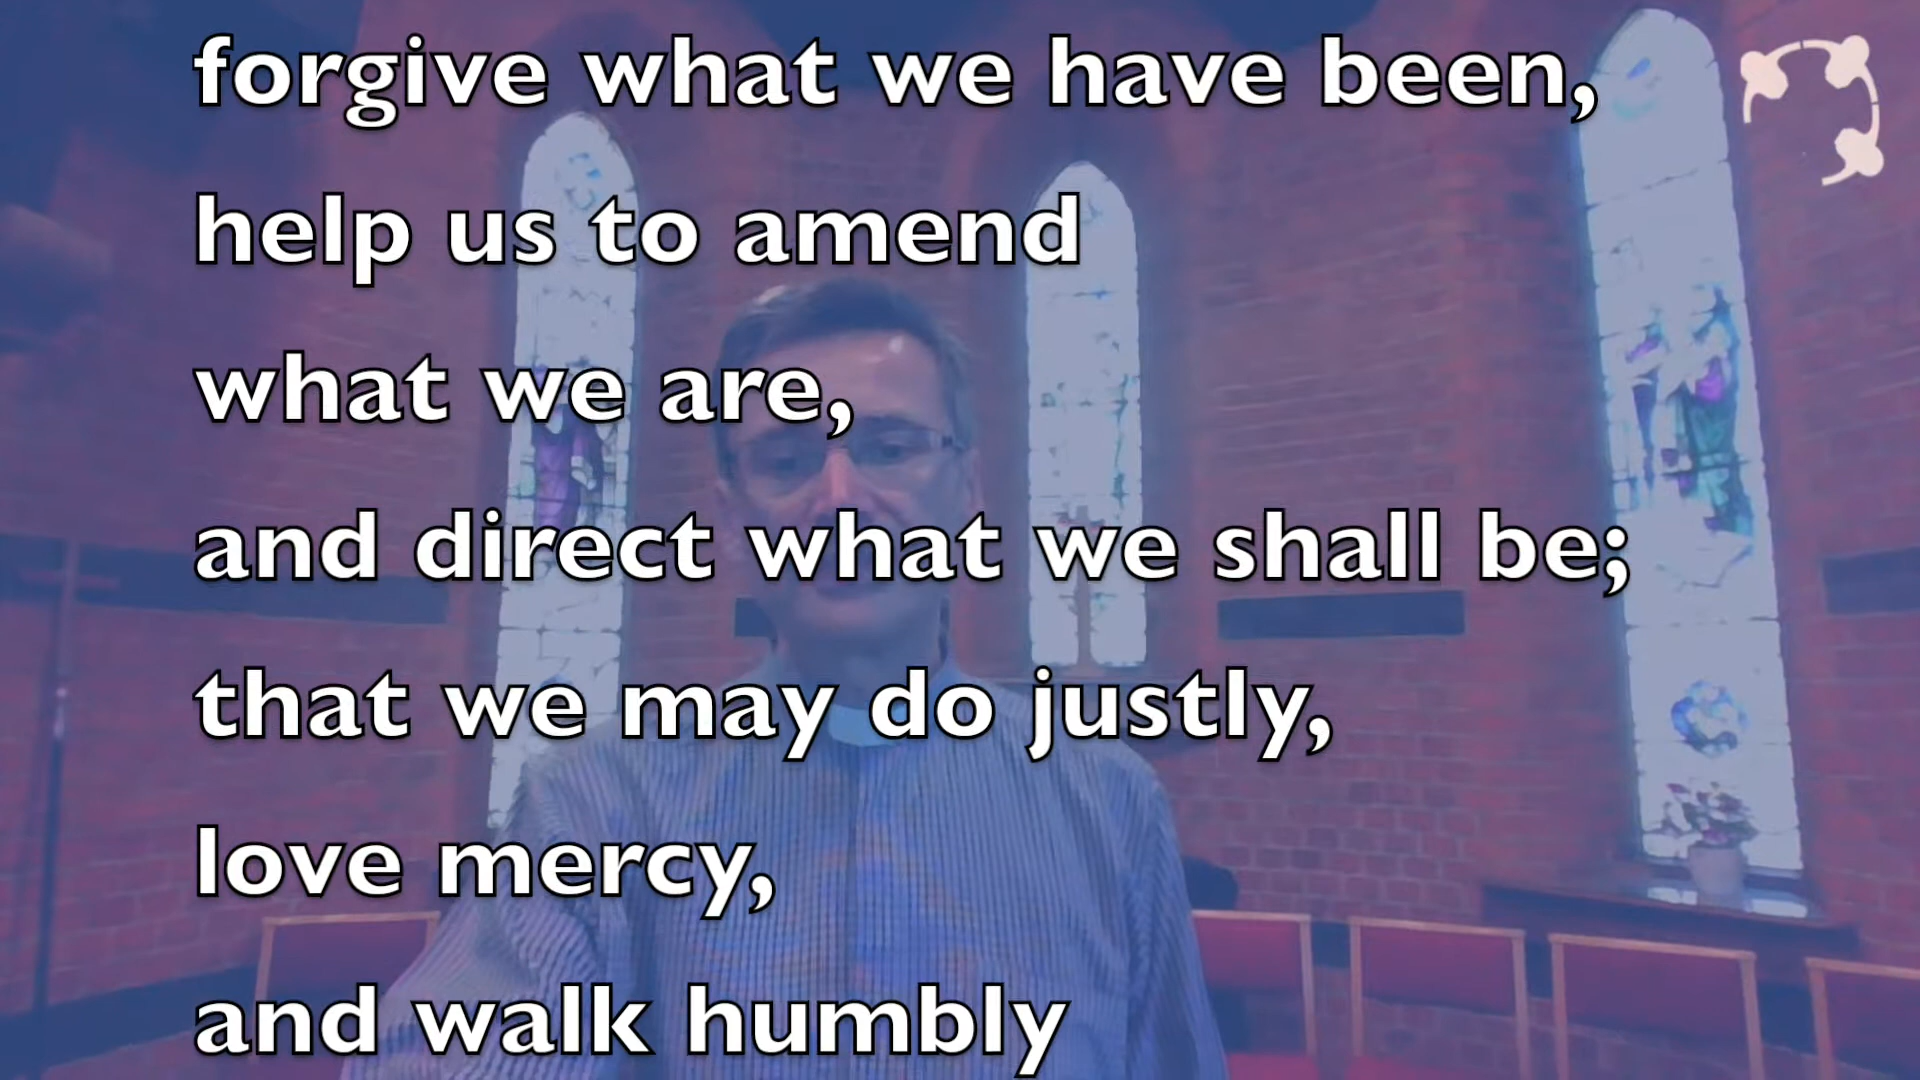 forgive what we have been,
help us to amend
what we are,
and direct what we shall be;
that we may do justly,
love mercy,
and walk humbly